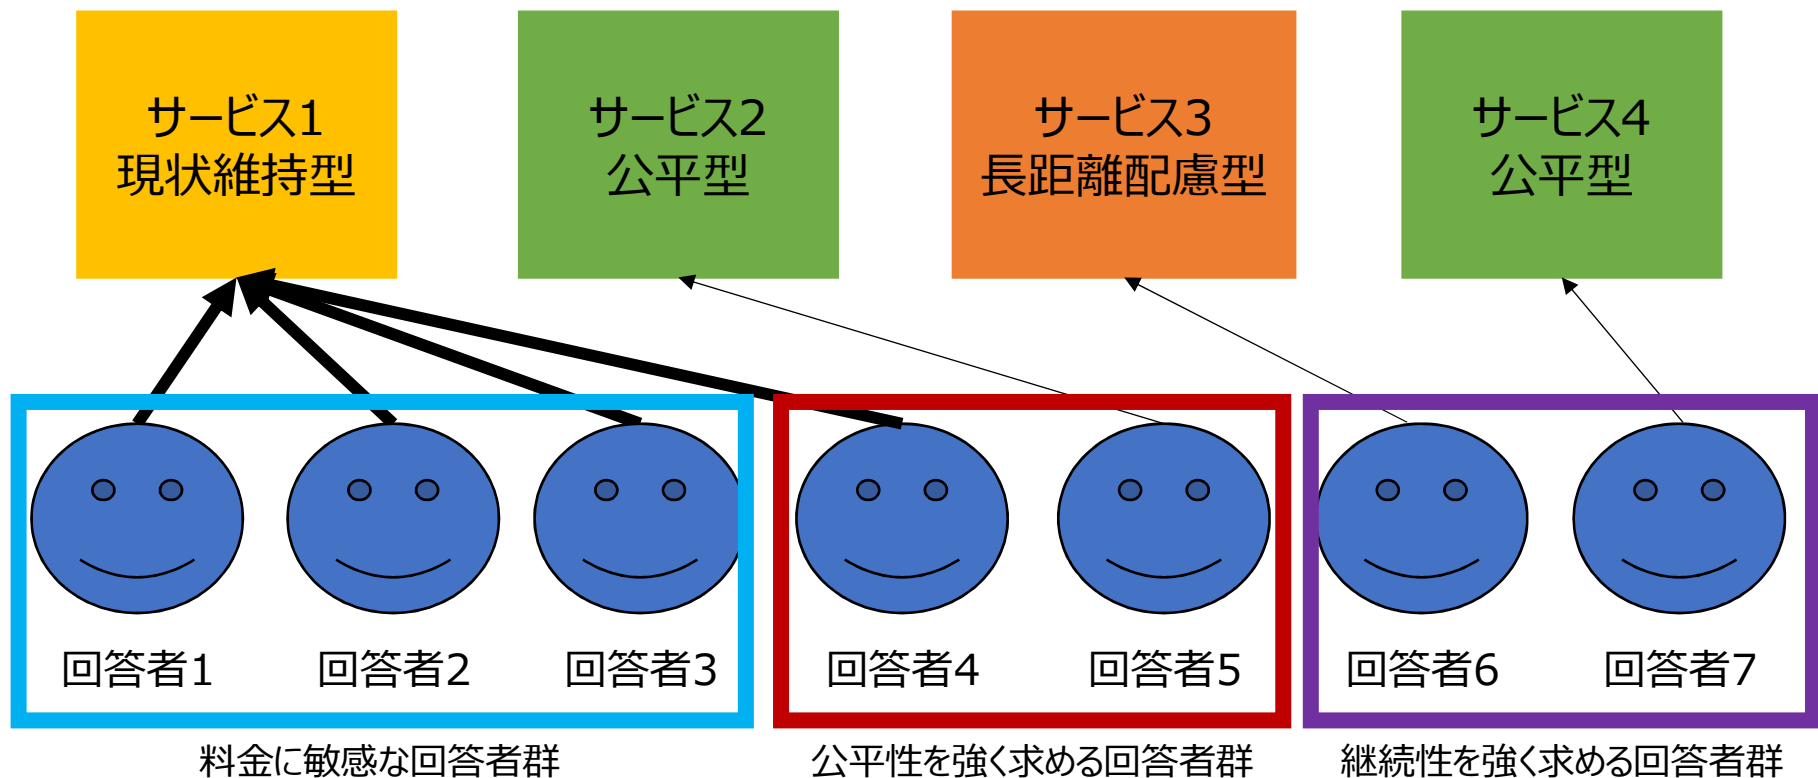 サービス1
現状維持型
サービス2
公平型
サービス3
長距離配慮型
サービス4
公平型
回答者1
回答者2
回答者3
回答者4
回答者5
回答者6
回答者7
料金に敏感な回答者群
公平性を強く求める回答者群
継続性を強く求める回答者群